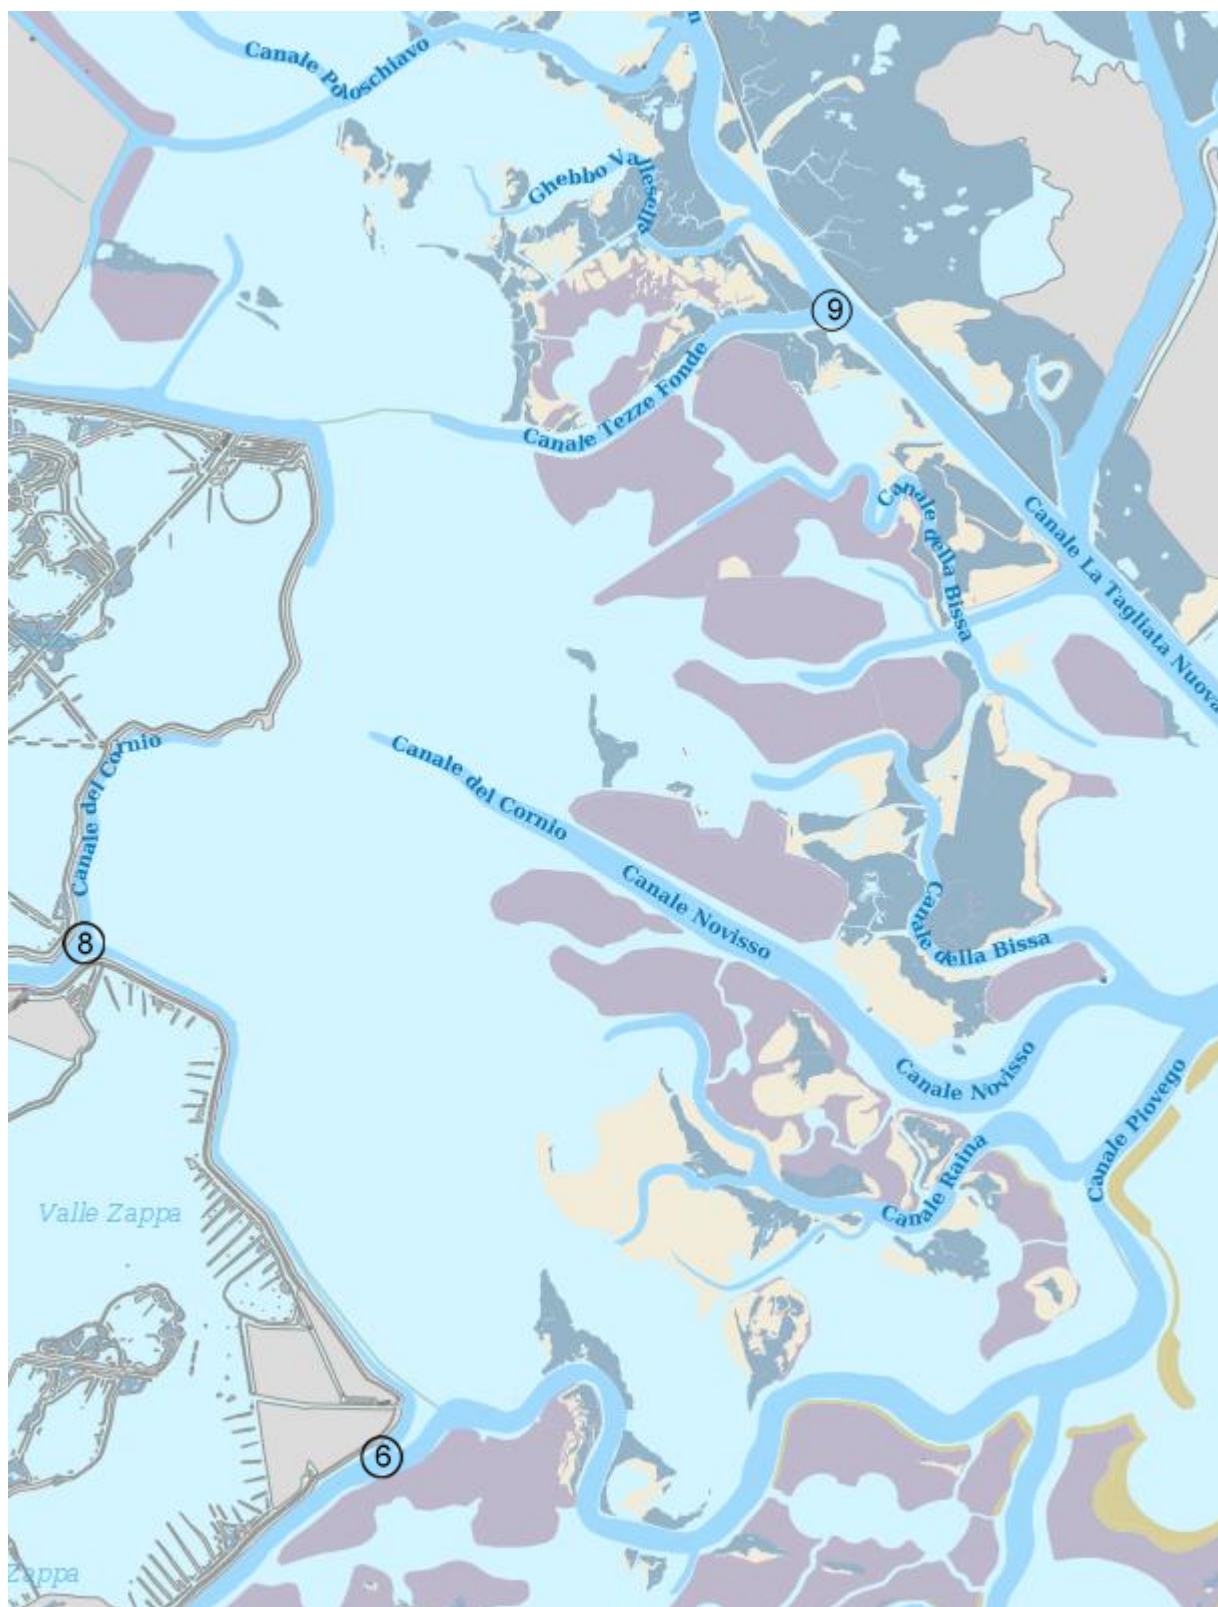 Canale Poloschiavo
Ghebbo Vallesella
9
Canale Tezze Fonde
Canale della Bissa
Canale La Tagliata Nuova
Canale del Cornio
Canale del Cornio
Canale Novisso
Canale della Bissa
8
Canale Novisso
Canale Piovego
Canale Raina
Valle Zappa
6
Zappa